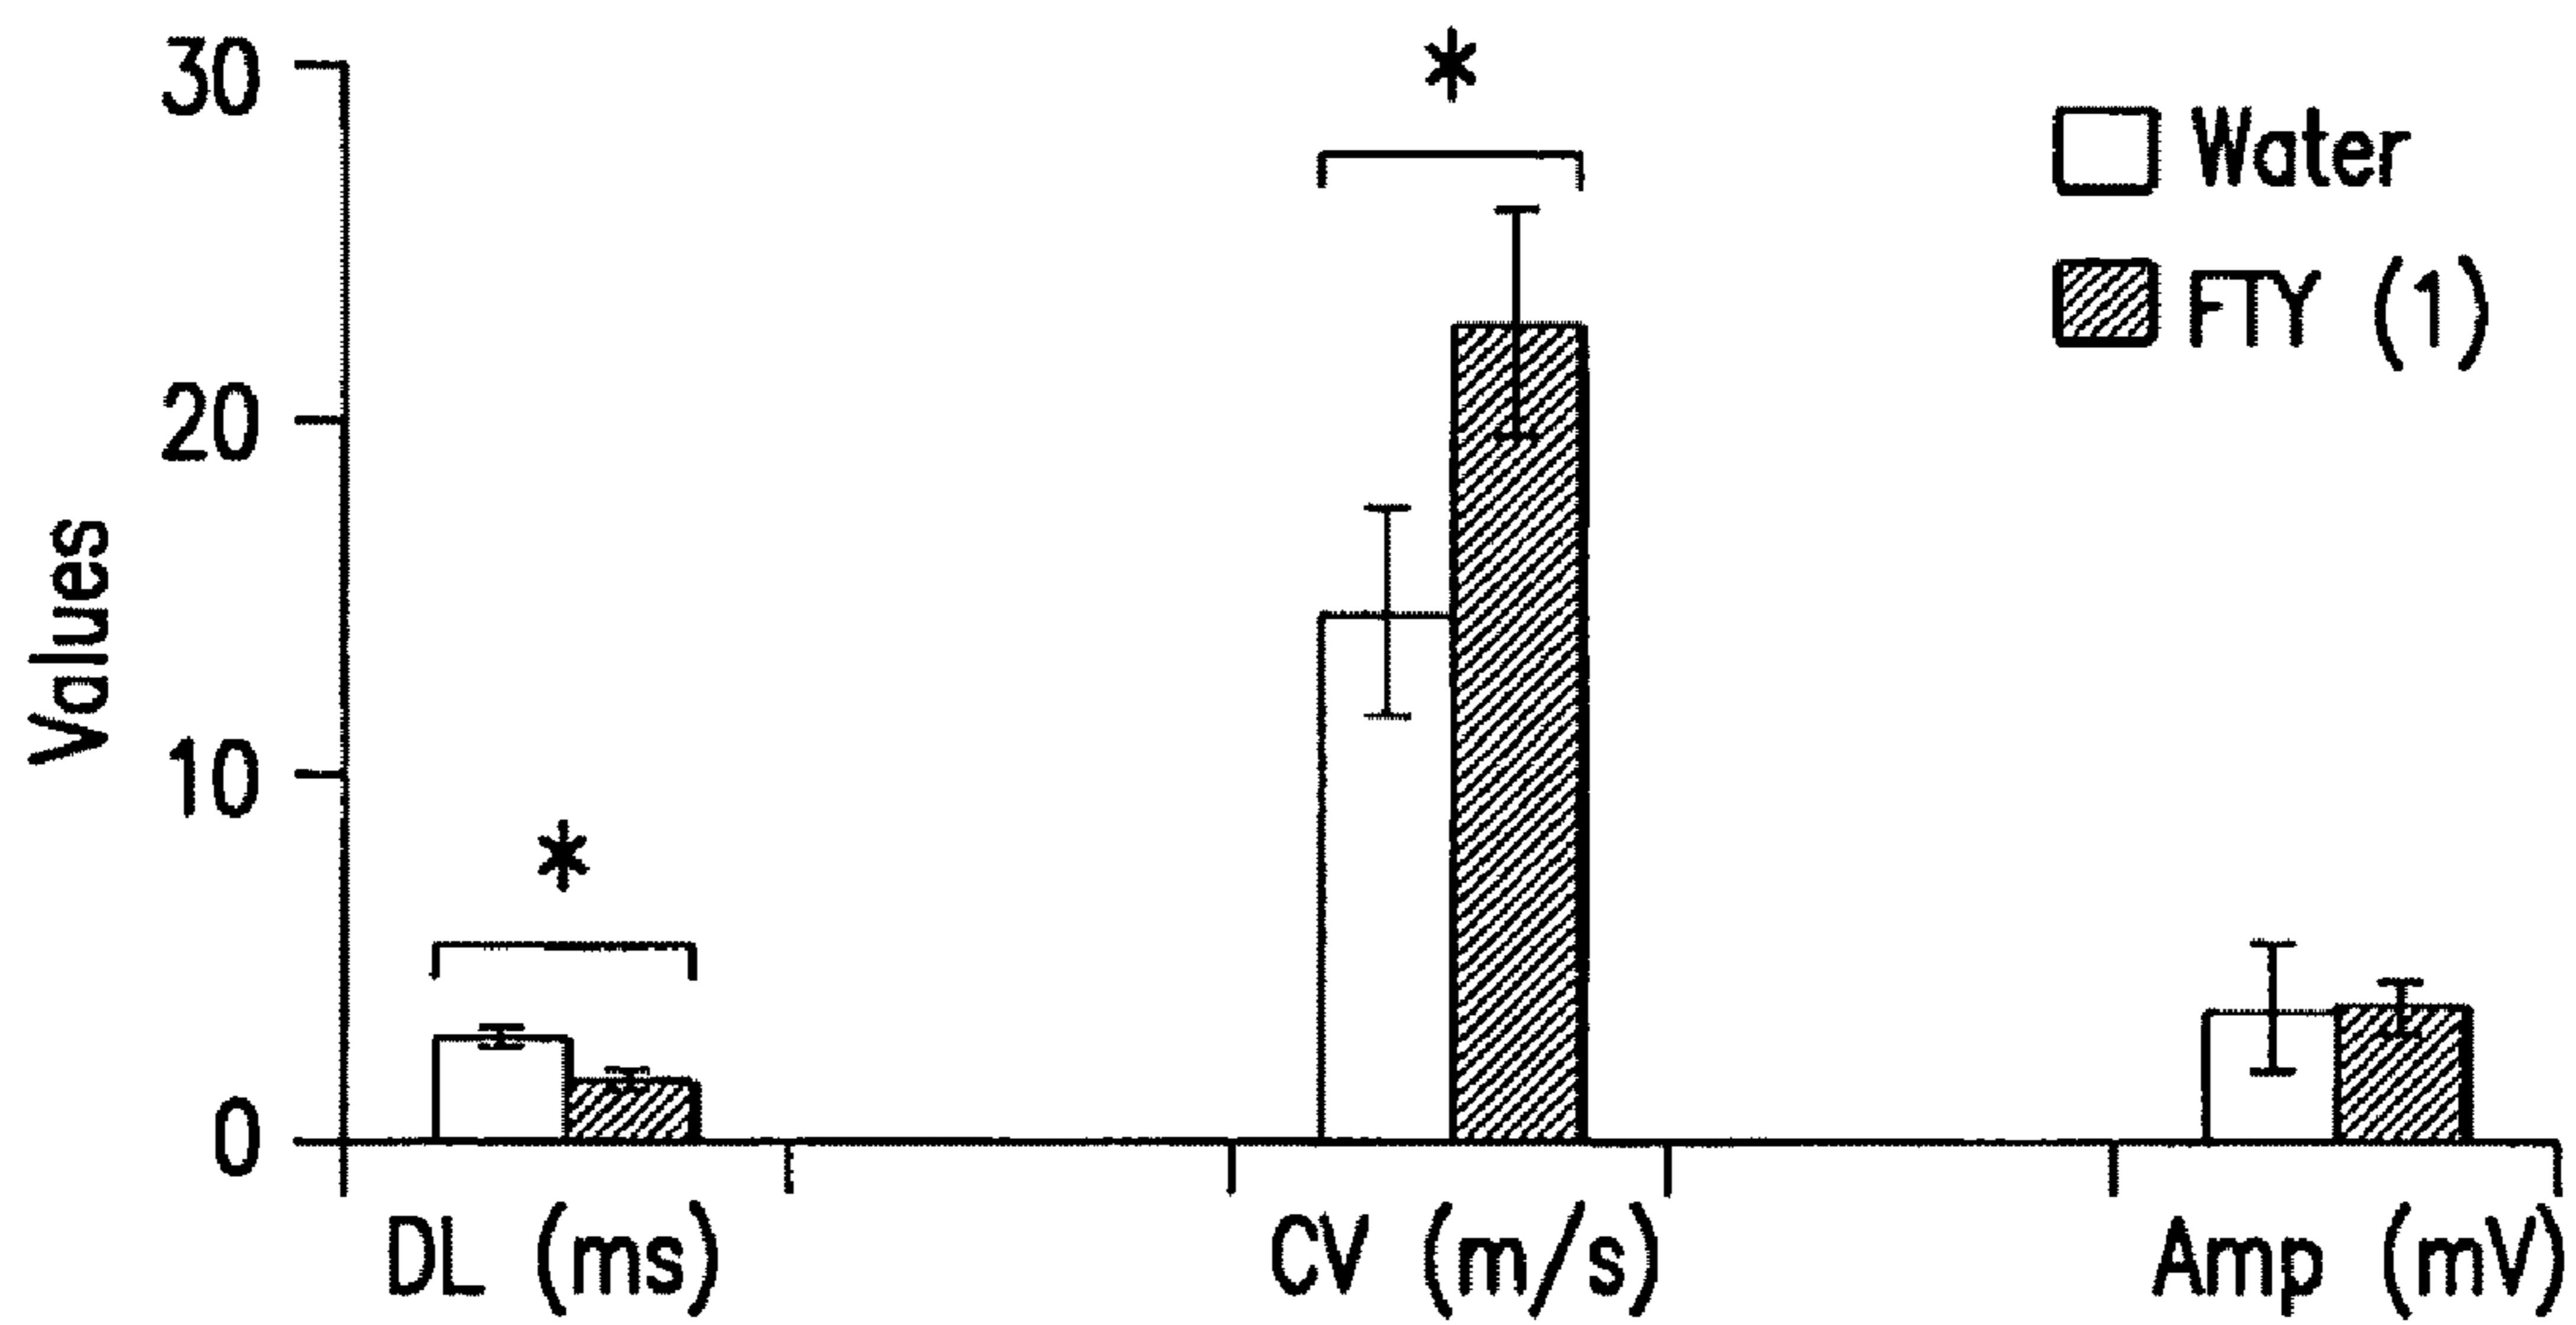 30
20
10
0
Values
*
*
Water
FTY (1)
DL (ms)
CV (m/s)
Amp (mV)